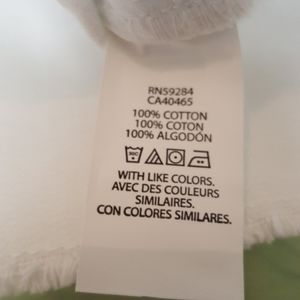 RN59284
CA40465
100% COTTON
100% COTON
100% ALGODÓN
WITH LIKE COLORS.
AVEC DES COULEURS
SIMILAIRES.
CON COLORES SIMILARES.